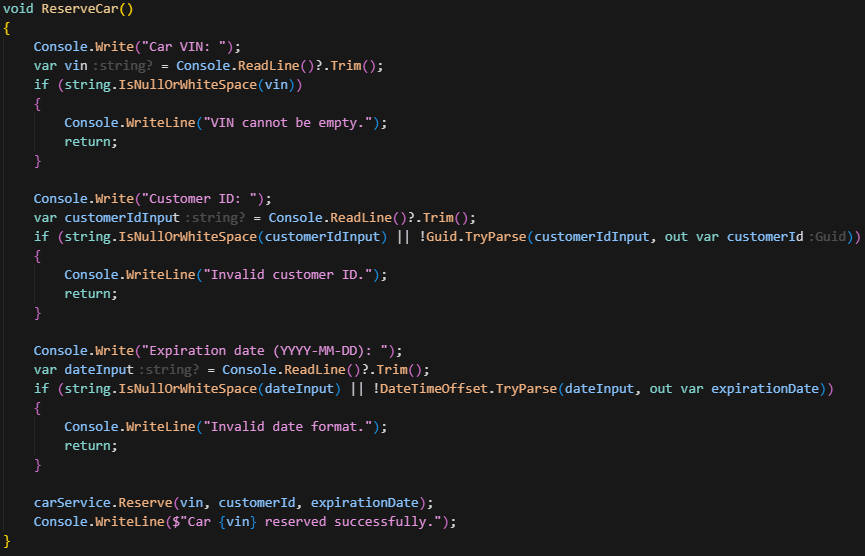 void ReserveCar()
{
    Console.Write("Car VIN: ");
    var vin :string? = Console.ReadLine()?.Trim();
    if (string.IsNullOrWhiteSpace(vin))
    {
        Console.WriteLine("VIN cannot be empty.");
        return;
    }

    Console.Write("Customer ID: ");
    var customerIdInput :string? = Console.ReadLine()?.Trim();
    if (string.IsNullOrWhiteSpace(customerIdInput) || !Guid.TryParse(customerIdInput, out var customerId :Guid))
    {
        Console.WriteLine("Invalid customer ID.");
        return;
    }

    Console.Write("Expiration date (YYYY-MM-DD): ");
    var dateInput :string? = Console.ReadLine()?.Trim();
    if (string.IsNullOrWhiteSpace(dateInput) || !DateTimeOffset.TryParse(dateInput, out var expirationDate))
    {
        Console.WriteLine("Invalid date format.");
        return;
    }

    carService.Reserve(vin, customerId, expirationDate);
    Console.WriteLine($"Car {vin} reserved successfully.");
}